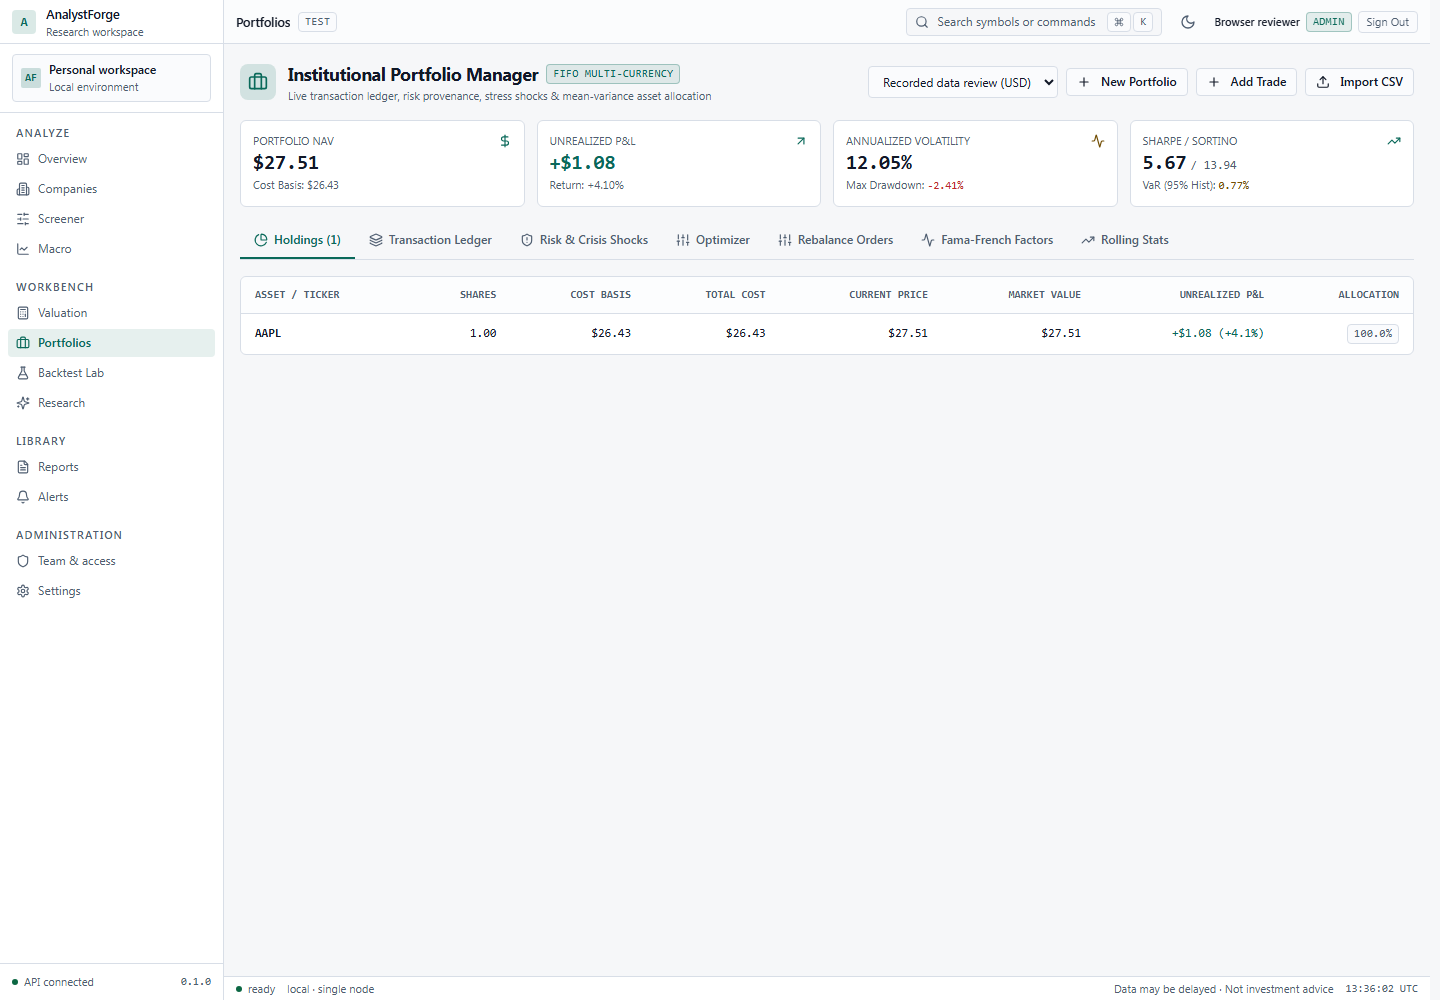 A
AnalystForge
Research workspace
AF
Personal workspace
Local environment
ANALYZE
Overview
Companies
Screener
Macro
WORKBENCH
Valuation
Portfolios
Backtest Lab
Research
LIBRARY
Reports
Alerts
ADMINISTRATION
Team & access
Settings
API connected 0.1.0
Portfolios TEST
Search symbols or commands ⌘ K
Browser reviewer ADMIN Sign Out
Institutional Portfolio Manager FIFO MULTI-CURRENCY
Live transaction ledger, risk provenance, stress shocks & mean-variance asset allocation
Recorded data review (USD) New Portfolio Add Trade Import CSV
PORTFOLIO NAV $
$27.51
Cost Basis: $26.43
UNREALIZED P&L
+$1.08
Return: +4.10%
ANNUALIZED VOLATILITY
12.05%
Max Drawdown: -2.41%
SHARPE / SORTINO
5.67 / 13.94
VaR (95% Hist): 0.77%
Holdings (1) Transaction Ledger Risk & Crisis Shocks Optimizer Rebalance Orders Fama-French Factors Rolling Stats
ASSET / TICKER SHARES COST BASIS TOTAL COST CURRENT PRICE MARKET VALUE UNREALIZED P&L ALLOCATION
AAPL 1.00 $26.43 $26.43 $27.51 $27.51 +$1.08 (+4.1%) 100.0%
ready local · single node
Data may be delayed · Not investment advice 13:36:02 UTC